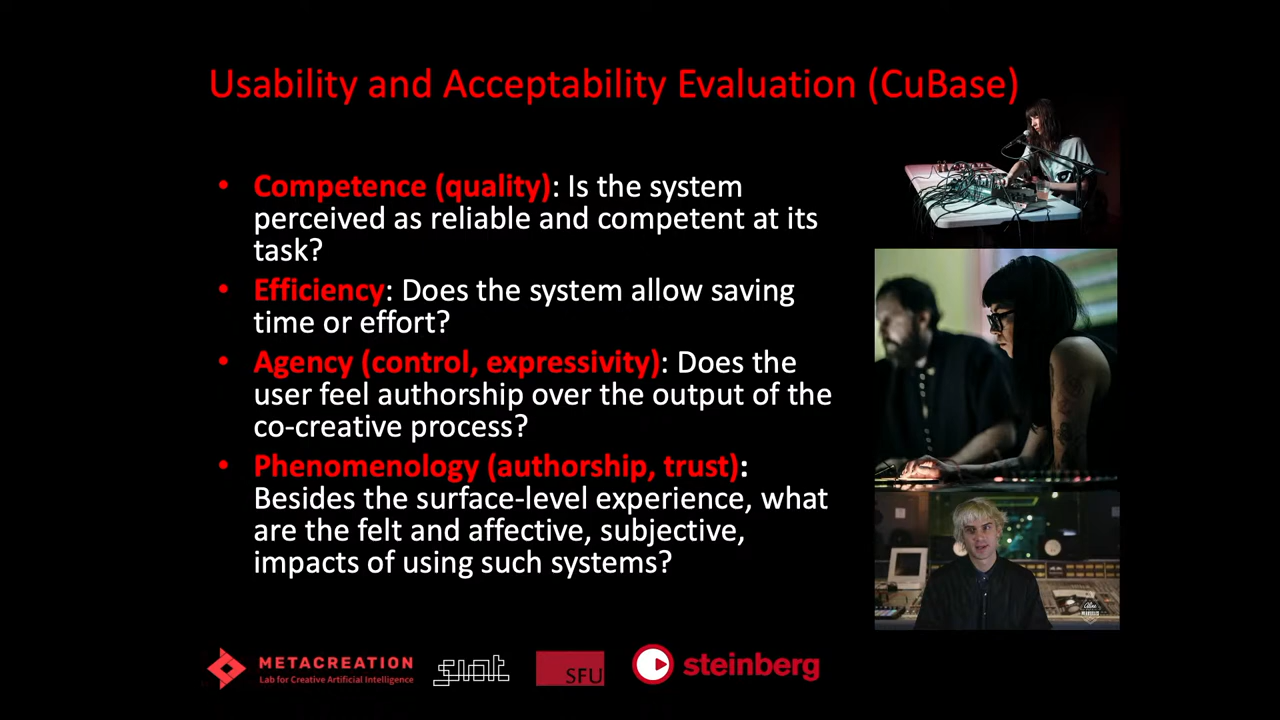 Usability and Acceptability Evaluation (CuBase)
• Competence (quality): Is the system
perceived as reliable and competent at its
task?
• Efficiency: Does the system allow saving
time or effort?
• Agency (control, expressivity): Does the
user feel authorship over the output of the
co-creative process?
• Phenomenology (authorship, trust):
Besides the surface-level experience, what
are the felt and affective, subjective,
impacts of using such systems?
METACREATION
Lab for Creative Artificial Intelligence
siat
SFU
steinberg